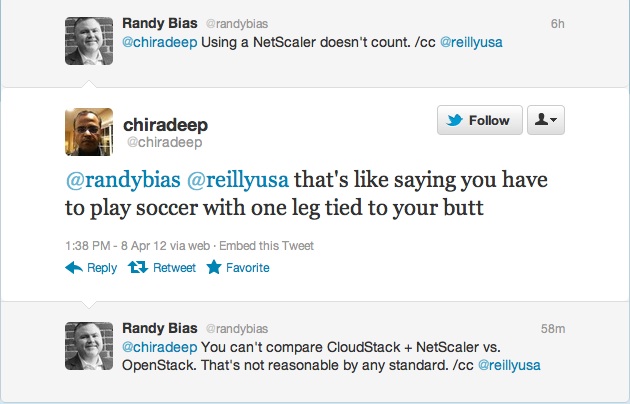 Randy Bias @randybias 6h
@chiradeep Using a NetScaler doesn't count. /cc @reillyusa
chiradeep Follow
@chiradeep
@randybias @reillyusa that's like saying you have
to play soccer with one leg tied to your butt
1:38 PM - 8 Apr 12 via web · Embed this Tweet
Reply Retweet Favorite
Randy Bias @randybias 58m
@chiradeep You can't compare CloudStack + NetScaler vs.
OpenStack. That's not reasonable by any standard. /cc @reillyusa